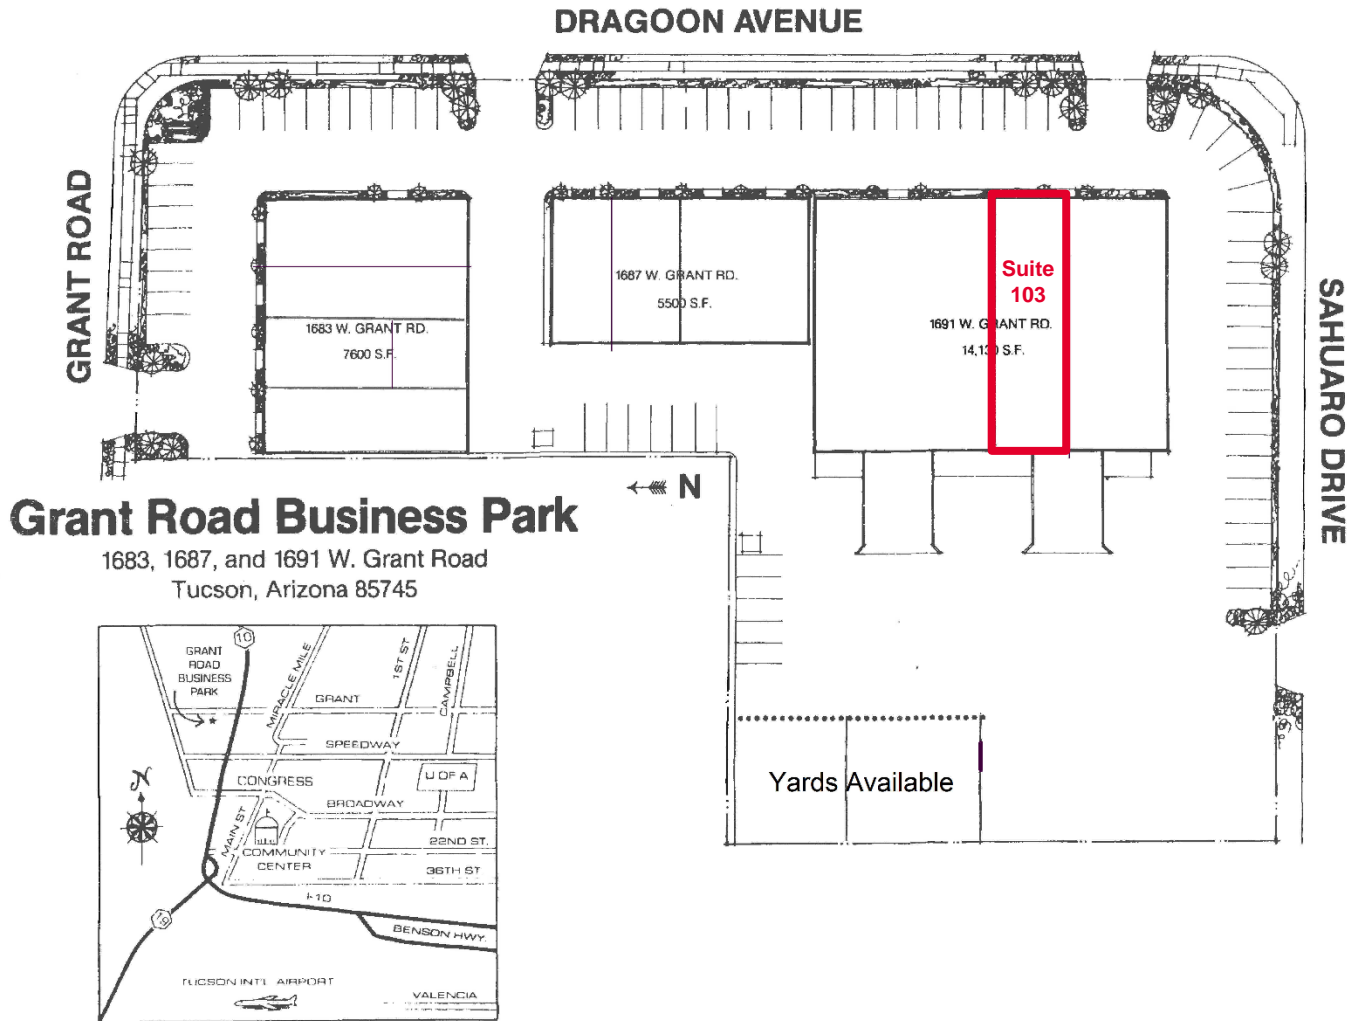 DRAGOON AVENUE
GRANT ROAD
SAHUARO DRIVE
1683 W. GRANT RD.
7600 S.F.
1687 W. GRANT RD.
5500 S.F.
Suite
103
1691 W. GRANT RD.
14,130 S.F.
N
Grant Road Business Park
1683, 1687, and 1691 W. Grant Road
Tucson, Arizona 85745
Yards Available
10
GRANT
ROAD
BUSINESS
PARK
MIRACLE MILE
1ST ST
CAMPBELL
GRANT
SPEEDWAY
CONGRESS
U OF A
BROADWAY
MAIN ST
N
COMMUNITY
CENTER
22ND ST.
36TH ST
I-10
19
BENSON HWY.
TUCSON INT'L AIRPORT
VALENCIA